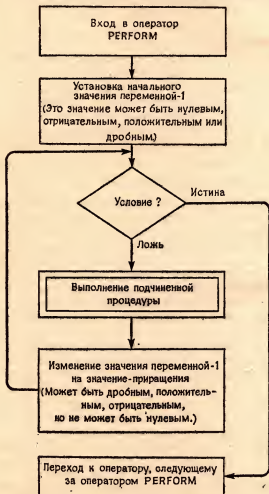 Вход в оператор
PERFORM
Установка начального
значения переменной-1
(Это значение может быть нулевым,
отрицательным, положительным или
дробным.)
Условие ?
Истина
Ложь
Выполнение подчиненной
процедуры
Изменение значения переменной-1
на значение-приращения
(Может быть дробным, положитель-
ным, отрицательным,
но не может быть нулевым.)
Переход к оператору, следующему
за оператором PERFORM